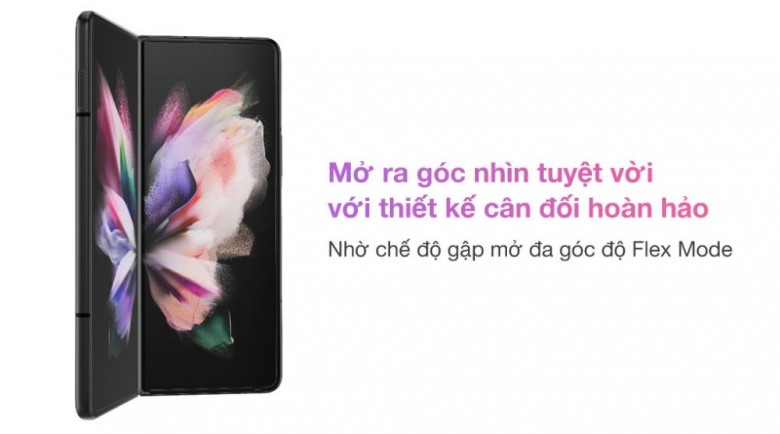 Mở ra góc nhìn tuyệt vời
với thiết kế cân đối hoàn hảo
Nhờ chế độ gập mở đa góc độ Flex Mode